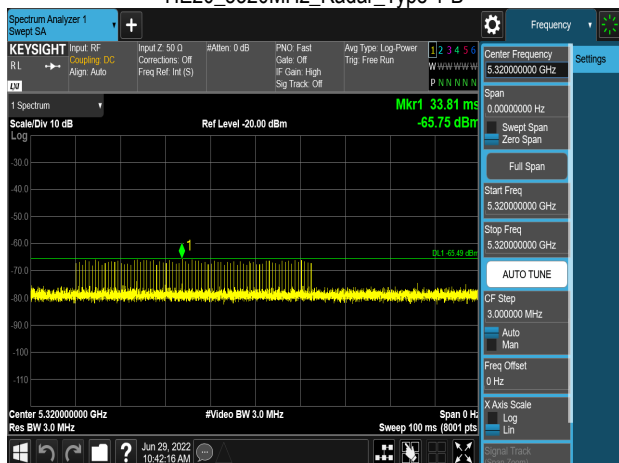 HE20_5320MHz_Radar_Type 1-B
Spectrum Analyzer 1
Swept SA
Frequency
KEYSIGHT
RL
Input: RF
Coupling: DC
Align: Auto
Input Z: 50 Ω
Corrections: Off
Freq Ref: Int (S)
#Atten: 0 dB
PNO: Fast
Gate: Off
IF Gain: High
Sig Track: Off
Avg Type: Log-Power
Trig: Free Run
1 2 3 4 5 6
W W W W W W
P N N N N N
LXI
1 Spectrum
Scale/Div 10 dB
Log
Ref Level -20.00 dBm
Mkr1 33.81 ms
-65.75 dBm
-30.0
-40.0
-50.0
-60.0
-70.0
-80.0
-90.0
-100
-110
1
DL1 -65.49 dBm
Center 5.320000000 GHz
Res BW 3.0 MHz
#Video BW 3.0 MHz
Span 0 Hz
Sweep 100 ms (8001 pts
Jun 29, 2022
10:42:16 AM
Center Frequency
5.320000000 GHz
Span
0.00000000 Hz
Swept Span
Zero Span
Full Span
Start Freq
5.320000000 GHz
Stop Freq
5.320000000 GHz
AUTO TUNE
CF Step
3.000000 MHz
Auto
Man
Freq Offset
0 Hz
X Axis Scale
Log
Lin
Signal Track
(Span Zoom)
Settings